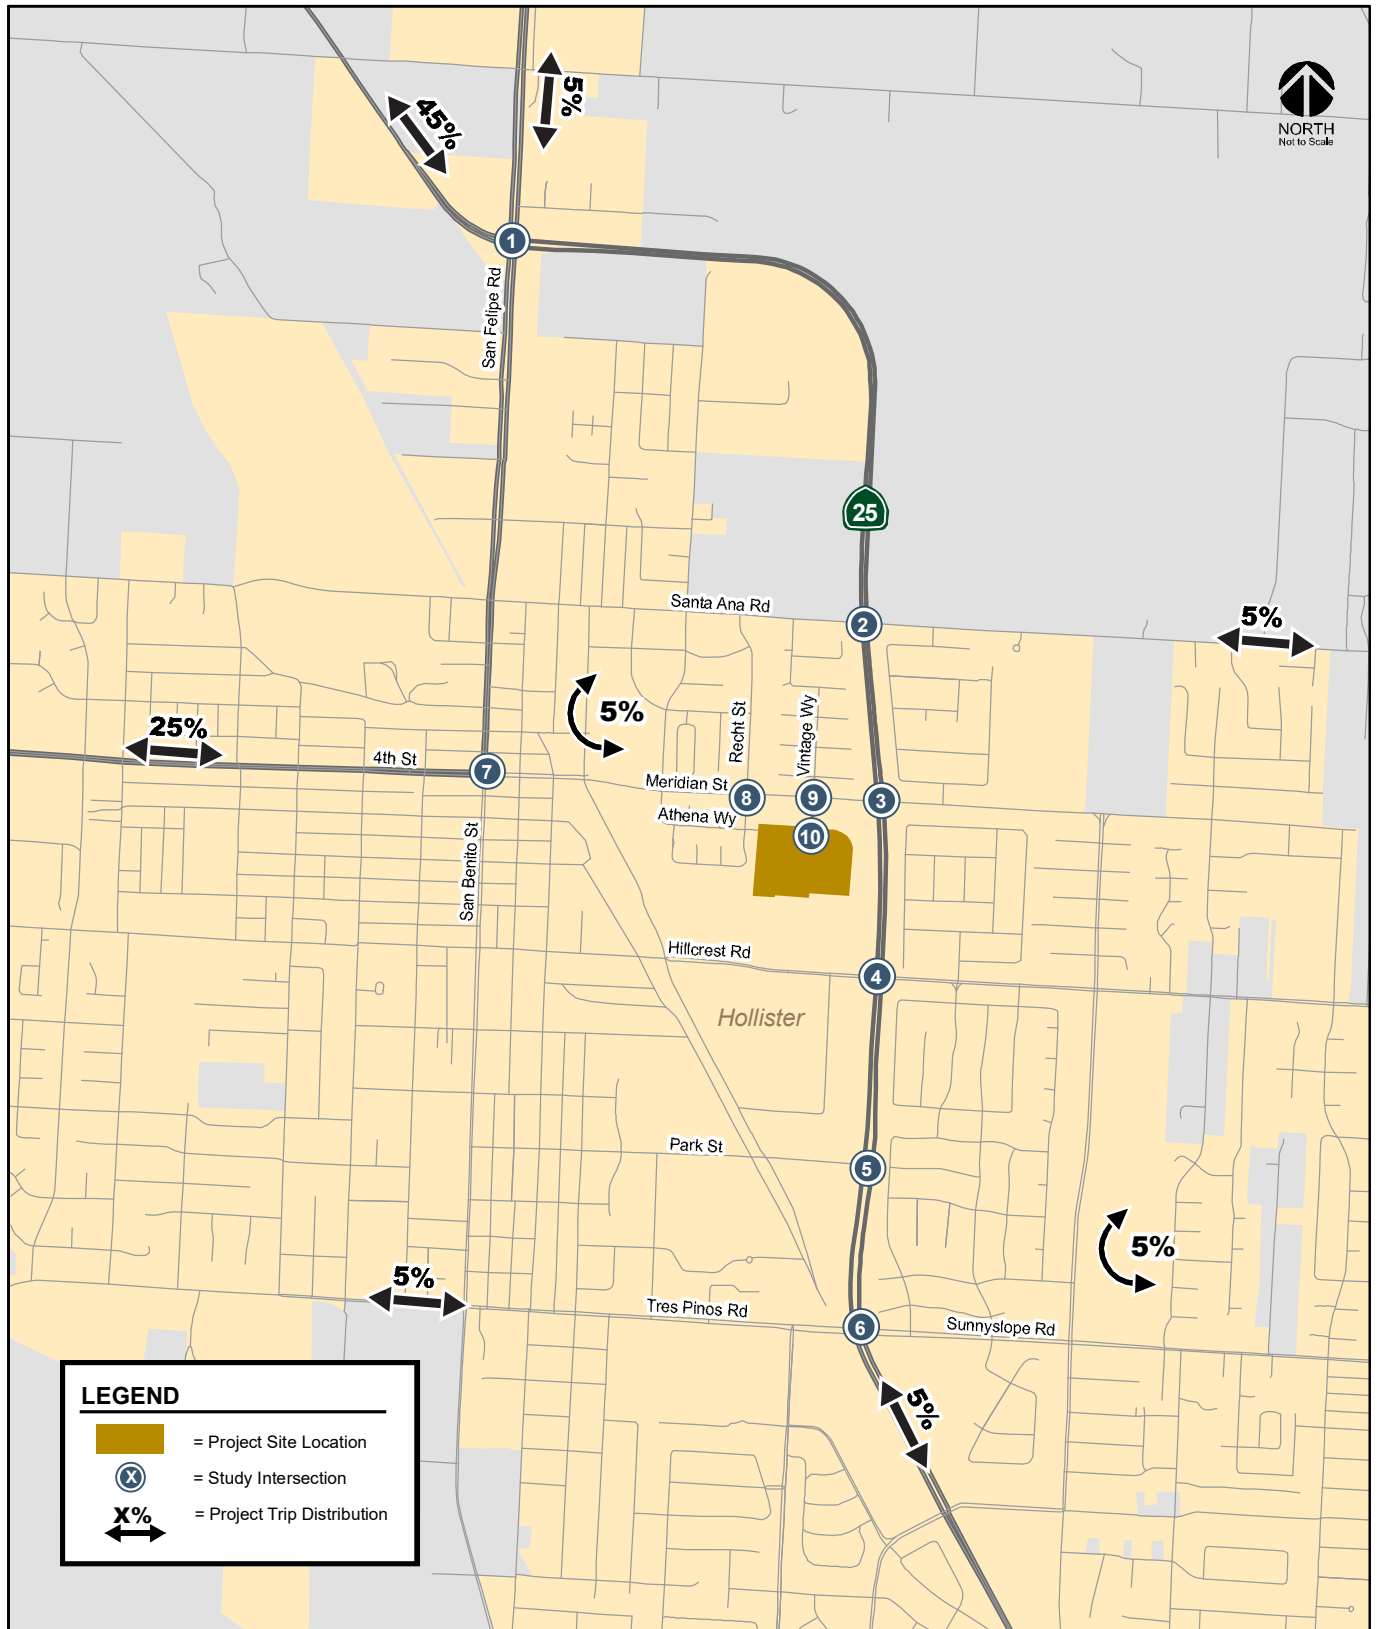 5%
45%
NORTH
Not to Scale
1
San Felipe Rd
25
Santa Ana Rd
2
5%
5%
Recht St
Vintage Wy
25%
4th St
7
Meridian St
8
9
3
Athena Wy
10
San Benito St
Hillcrest Rd
4
Hollister
Park St
5
5%
5%
Tres Pinos Rd
6
Sunnyslope Rd
5%
LEGEND
= Project Site Location
X
= Study Intersection
X%
= Project Trip Distribution